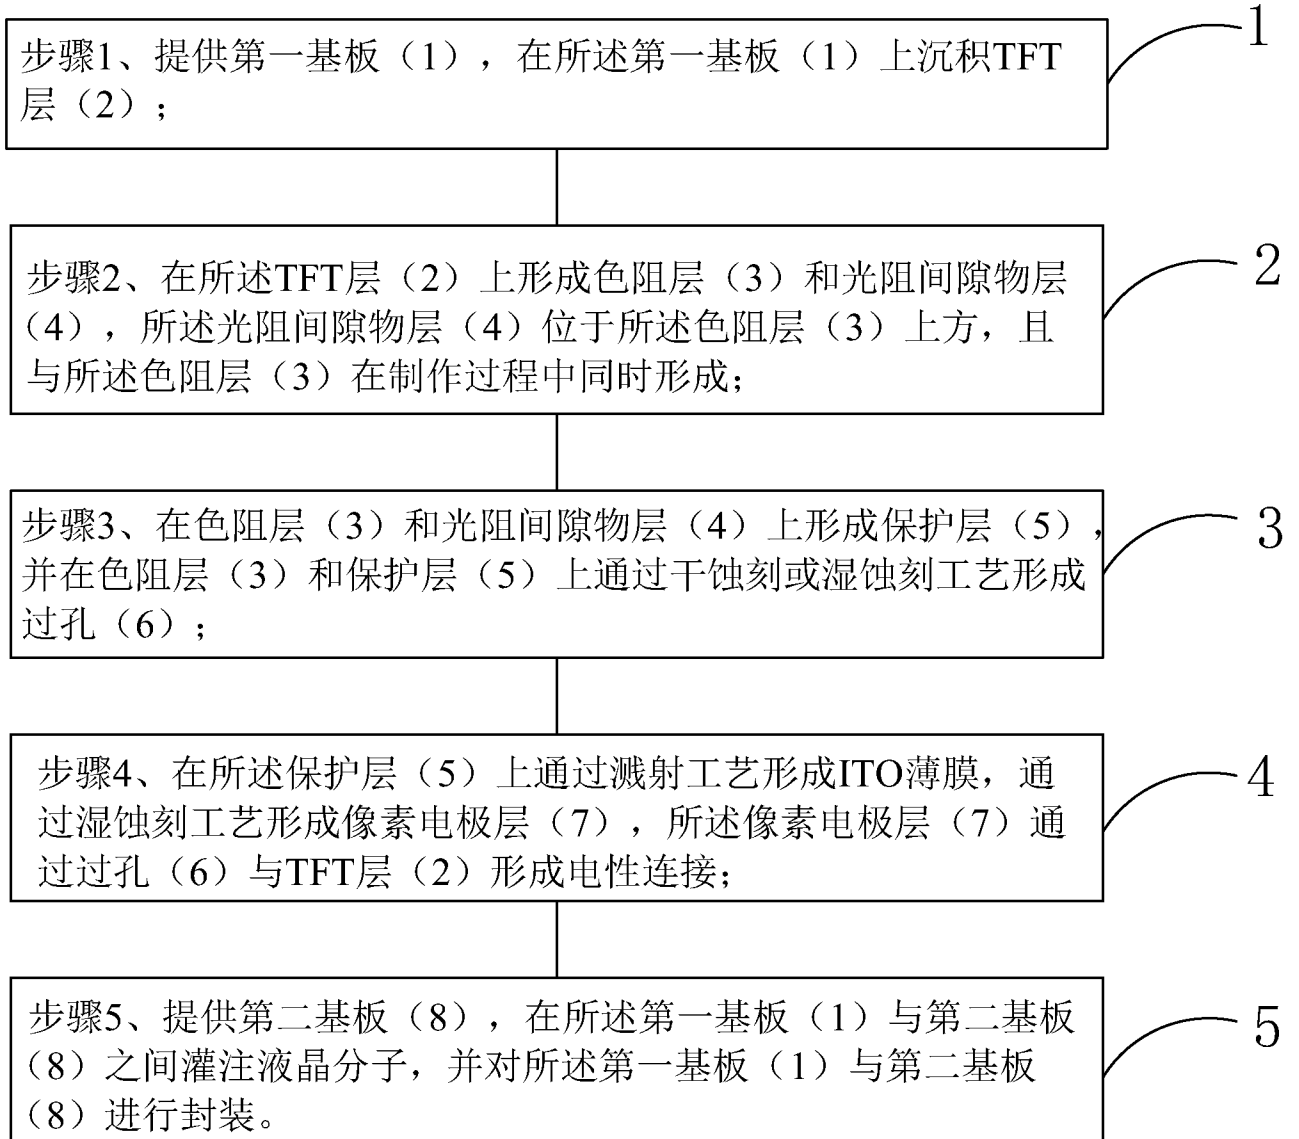 步骤1、提供第一基板（1），在所述第一基板（1）上沉积TFT
层（2）；
1
步骤2、在所述TFT层（2）上形成色阻层（3）和光阻间隙物层
（4），所述光阻间隙物层（4）位于所述色阻层（3）上方，且
与所述色阻层（3）在制作过程中同时形成；
2
步骤3、在色阻层（3）和光阻间隙物层（4）上形成保护层（5），
并在色阻层（3）和保护层（5）上通过干蚀刻或湿蚀刻工艺形成
过孔（6）；
3
步骤4、在所述保护层（5）上通过溅射工艺形成ITO薄膜，通
过湿蚀刻工艺形成像素电极层（7），所述像素电极层（7）通
过过孔（6）与TFT层（2）形成电性连接；
4
步骤5、提供第二基板（8），在所述第一基板（1）与第二基板
（8）之间灌注液晶分子，并对所述第一基板（1）与第二基板
（8）进行封装。
5